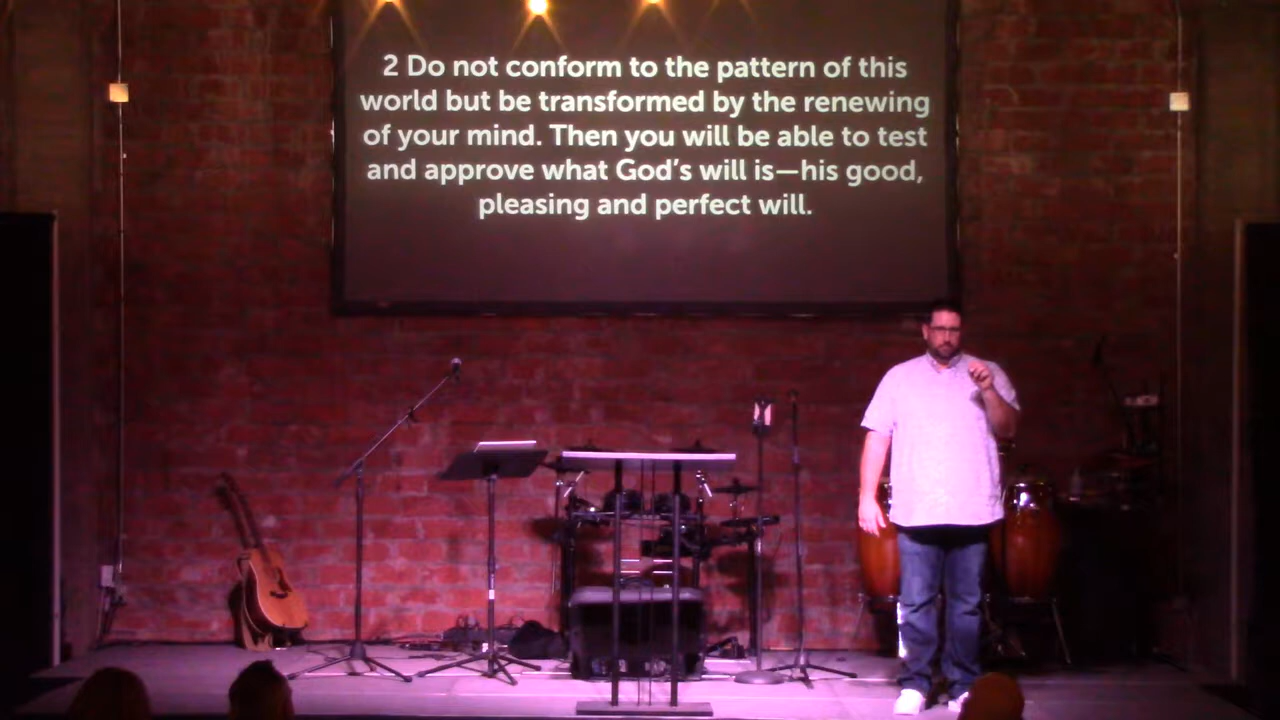 2 Do not conform to the pattern of this
world but be transformed by the renewing
of your mind. Then you will be able to test
and approve what God's will is—his good,
pleasing and perfect will.